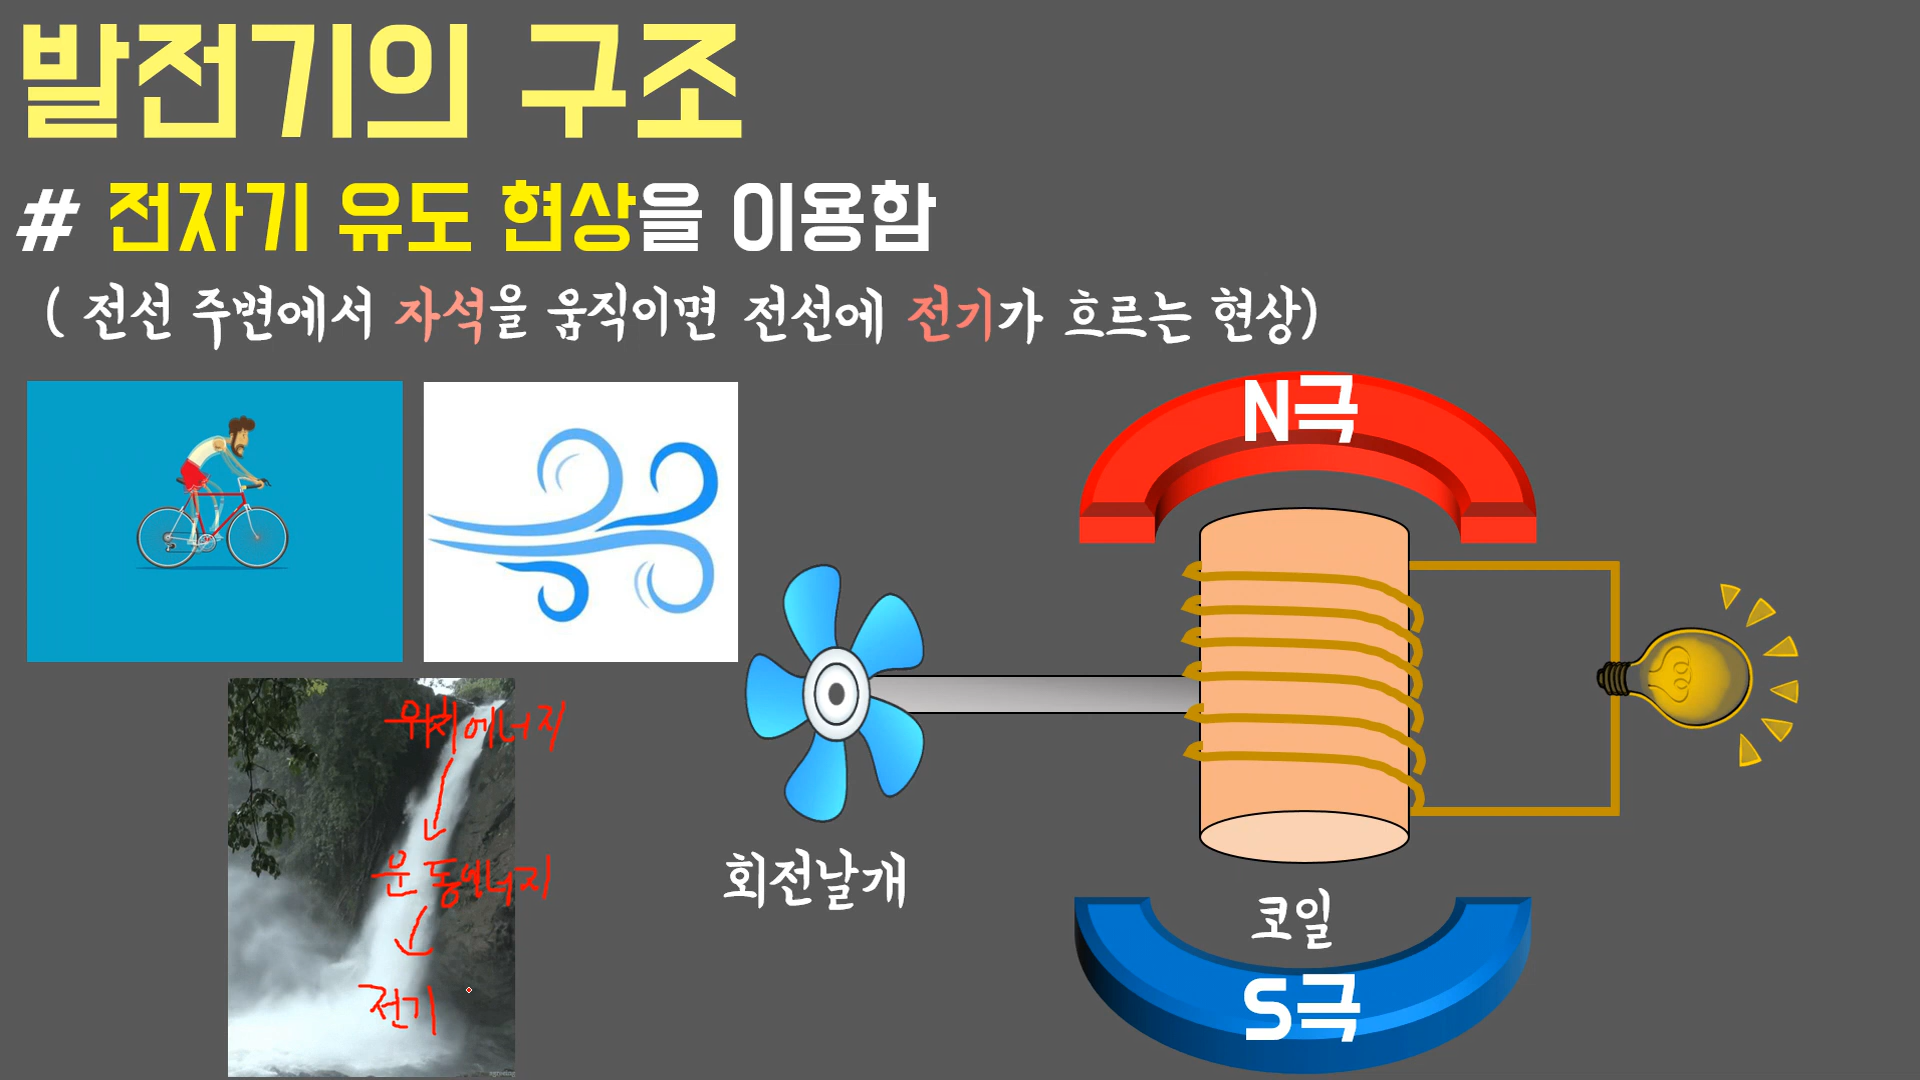 발전기의 구조
# 전자기 유도 현상을 이용함
( 전선 주변에서 자석을 움직이면 전선에 전기가 흐르는 현상)
N극
위치에너지
운동에너지
전기
회전날개
코일
S극